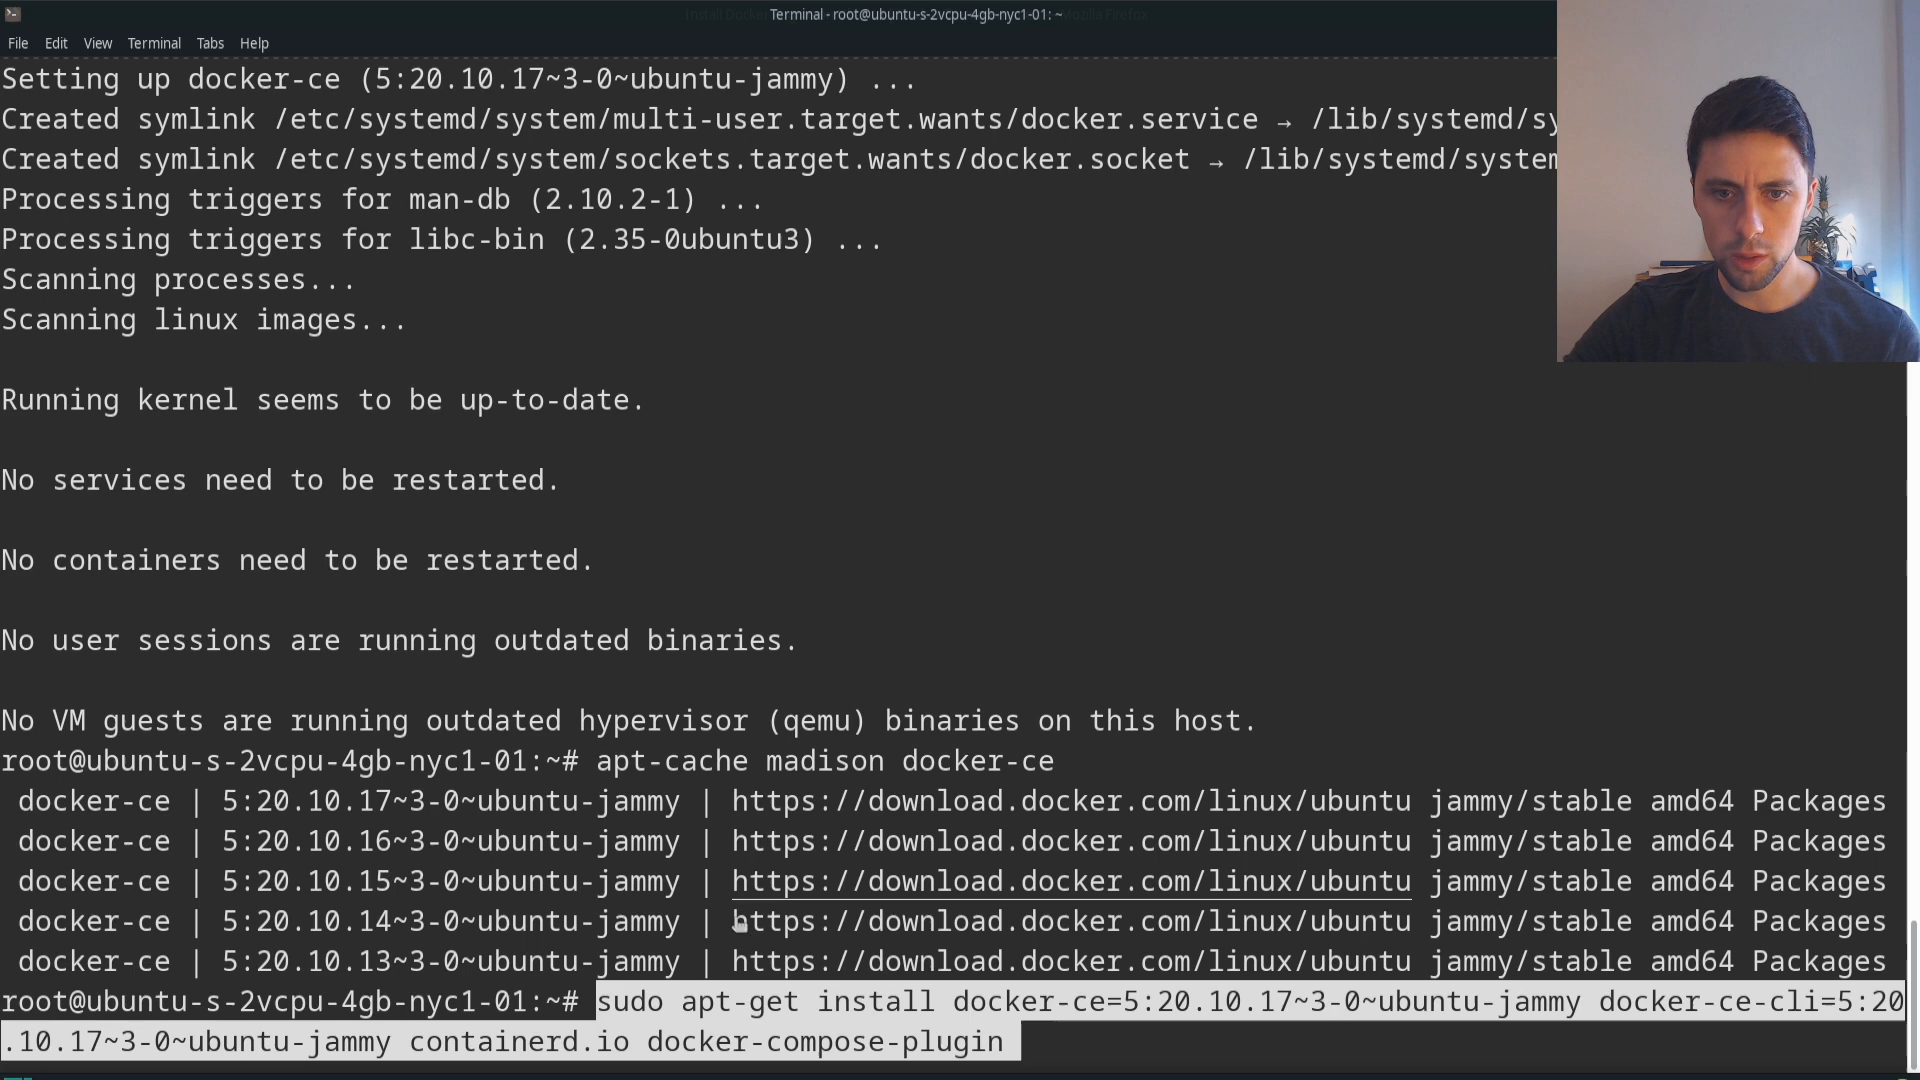 Terminal - root@ubuntu-s-2vcpu-4gb-nyc1-01: ~
File Edit View Terminal Tabs Help
Setting up docker-ce (5:20.10.17~3-0~ubuntu-jammy) ...
Created symlink /etc/systemd/system/multi-user.target.wants/docker.service → /lib/systemd/sy
Created symlink /etc/systemd/system/sockets.target.wants/docker.socket → /lib/systemd/system
Processing triggers for man-db (2.10.2-1) ...
Processing triggers for libc-bin (2.35-0ubuntu3) ...
Scanning processes...
Scanning linux images...
Running kernel seems to be up-to-date.
No services need to be restarted.
No containers need to be restarted.
No user sessions are running outdated binaries.
No VM guests are running outdated hypervisor (qemu) binaries on this host.
root@ubuntu-s-2vcpu-4gb-nyc1-01:~# apt-cache madison docker-ce
docker-ce | 5:20.10.17~3-0~ubuntu-jammy | https://download.docker.com/linux/ubuntu jammy/stable amd64 Packages
docker-ce | 5:20.10.16~3-0~ubuntu-jammy | https://download.docker.com/linux/ubuntu jammy/stable amd64 Packages
docker-ce | 5:20.10.15~3-0~ubuntu-jammy | https://download.docker.com/linux/ubuntu jammy/stable amd64 Packages
docker-ce | 5:20.10.14~3-0~ubuntu-jammy | https://download.docker.com/linux/ubuntu jammy/stable amd64 Packages
docker-ce | 5:20.10.13~3-0~ubuntu-jammy | https://download.docker.com/linux/ubuntu jammy/stable amd64 Packages
root@ubuntu-s-2vcpu-4gb-nyc1-01:~# sudo apt-get install docker-ce=5:20.10.17~3-0~ubuntu-jammy docker-ce-cli=5:20
.10.17~3-0~ubuntu-jammy containerd.io docker-compose-plugin